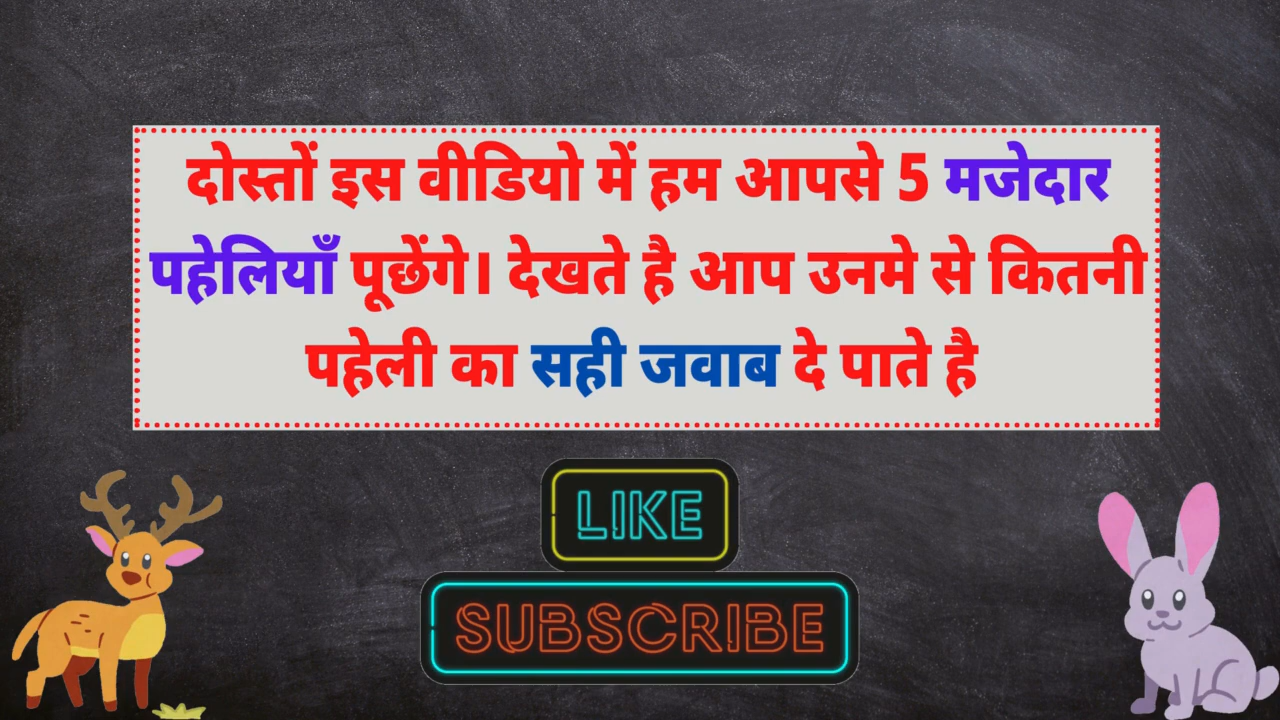 दोस्तों इस वीडियो में हम आपसे 5 मजेदार
पहेलियाँ पूछेंगे। देखते है आप उनमे से कितनी
पहेली का सही जवाब दे पाते है
LIKE
SUBSCRIBE